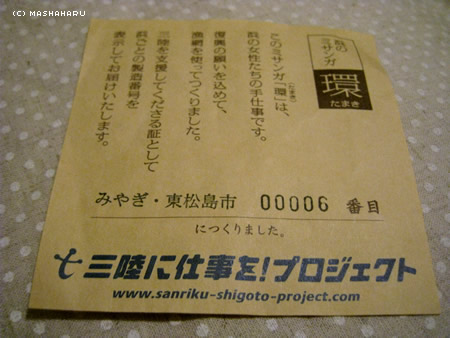 (C) MASHAHARU
浜の
ミサンガ
環
たまき
このミサンガ「環」は、
たまき
浜の女性たちの手仕事です。
復興の願いを込めて、
漁網を使ってつくりました。
三陸を支援してくださる証として
浜ごとの製造番号を
表示してお届けいたします。
みやぎ・東松島市 00006 番目
につくりました。
三陸に仕事を!プロジェクト
www.sanriku-shigoto-project.com